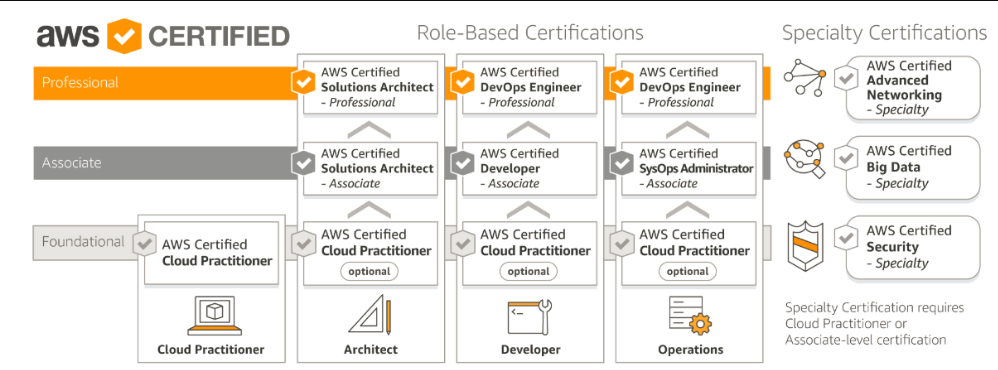 aws CERTIFIED
Role-Based Certifications
Specialty Certifications
Professional
AWS Certified
Solutions Architect
- Professional
AWS Certified
DevOps Engineer
- Professional
AWS Certified
DevOps Engineer
- Professional
AWS Certified
Advanced
Networking
- Specialty
Associate
AWS Certified
Solutions Architect
- Associate
AWS Certified
Developer
- Associate
AWS Certified
SysOps Administrator
- Associate
AWS Certified
Big Data
- Specialty
Foundational
AWS Certified
Cloud Practitioner
AWS Certified
Cloud Practitioner
optional
AWS Certified
Cloud Practitioner
optional
AWS Certified
Cloud Practitioner
optional
AWS Certified
Security
- Specialty
Cloud Practitioner
Architect
Developer
Operations
Specialty Certification requires
Cloud Practitioner or
Associate-level certification